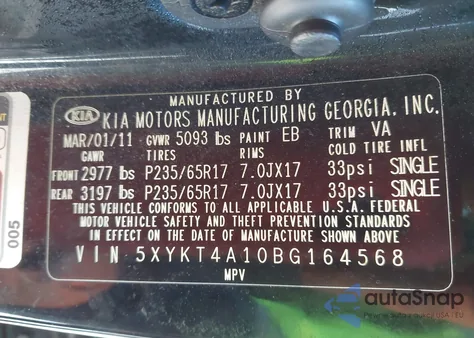 MANUFACTURED BY
KIA KIA MOTORS MANUFACTURING GEORGIA, INC.
MAR/01/11 GVWR 5093 lbs PAINT EB TRIM VA
GAWR TIRES RIMS COLD TIRE INFL
FRONT 2977 lbs P235/65R17 7.0JX17 33psi SINGLE
REAR 3197 lbs P235/65R17 7.0JX17 33psi SINGLE
THIS VEHICLE CONFORMS TO ALL APPLICABLE U.S.A. FEDERAL
MOTOR VEHICLE SAFETY AND THEFT PREVENTION STANDARDS
IN EFFECT ON THE DATE OF MANUFACTURE SHOWN ABOVE
VIN 5XYKT4A10BG164568
MPV
005
autoSnap